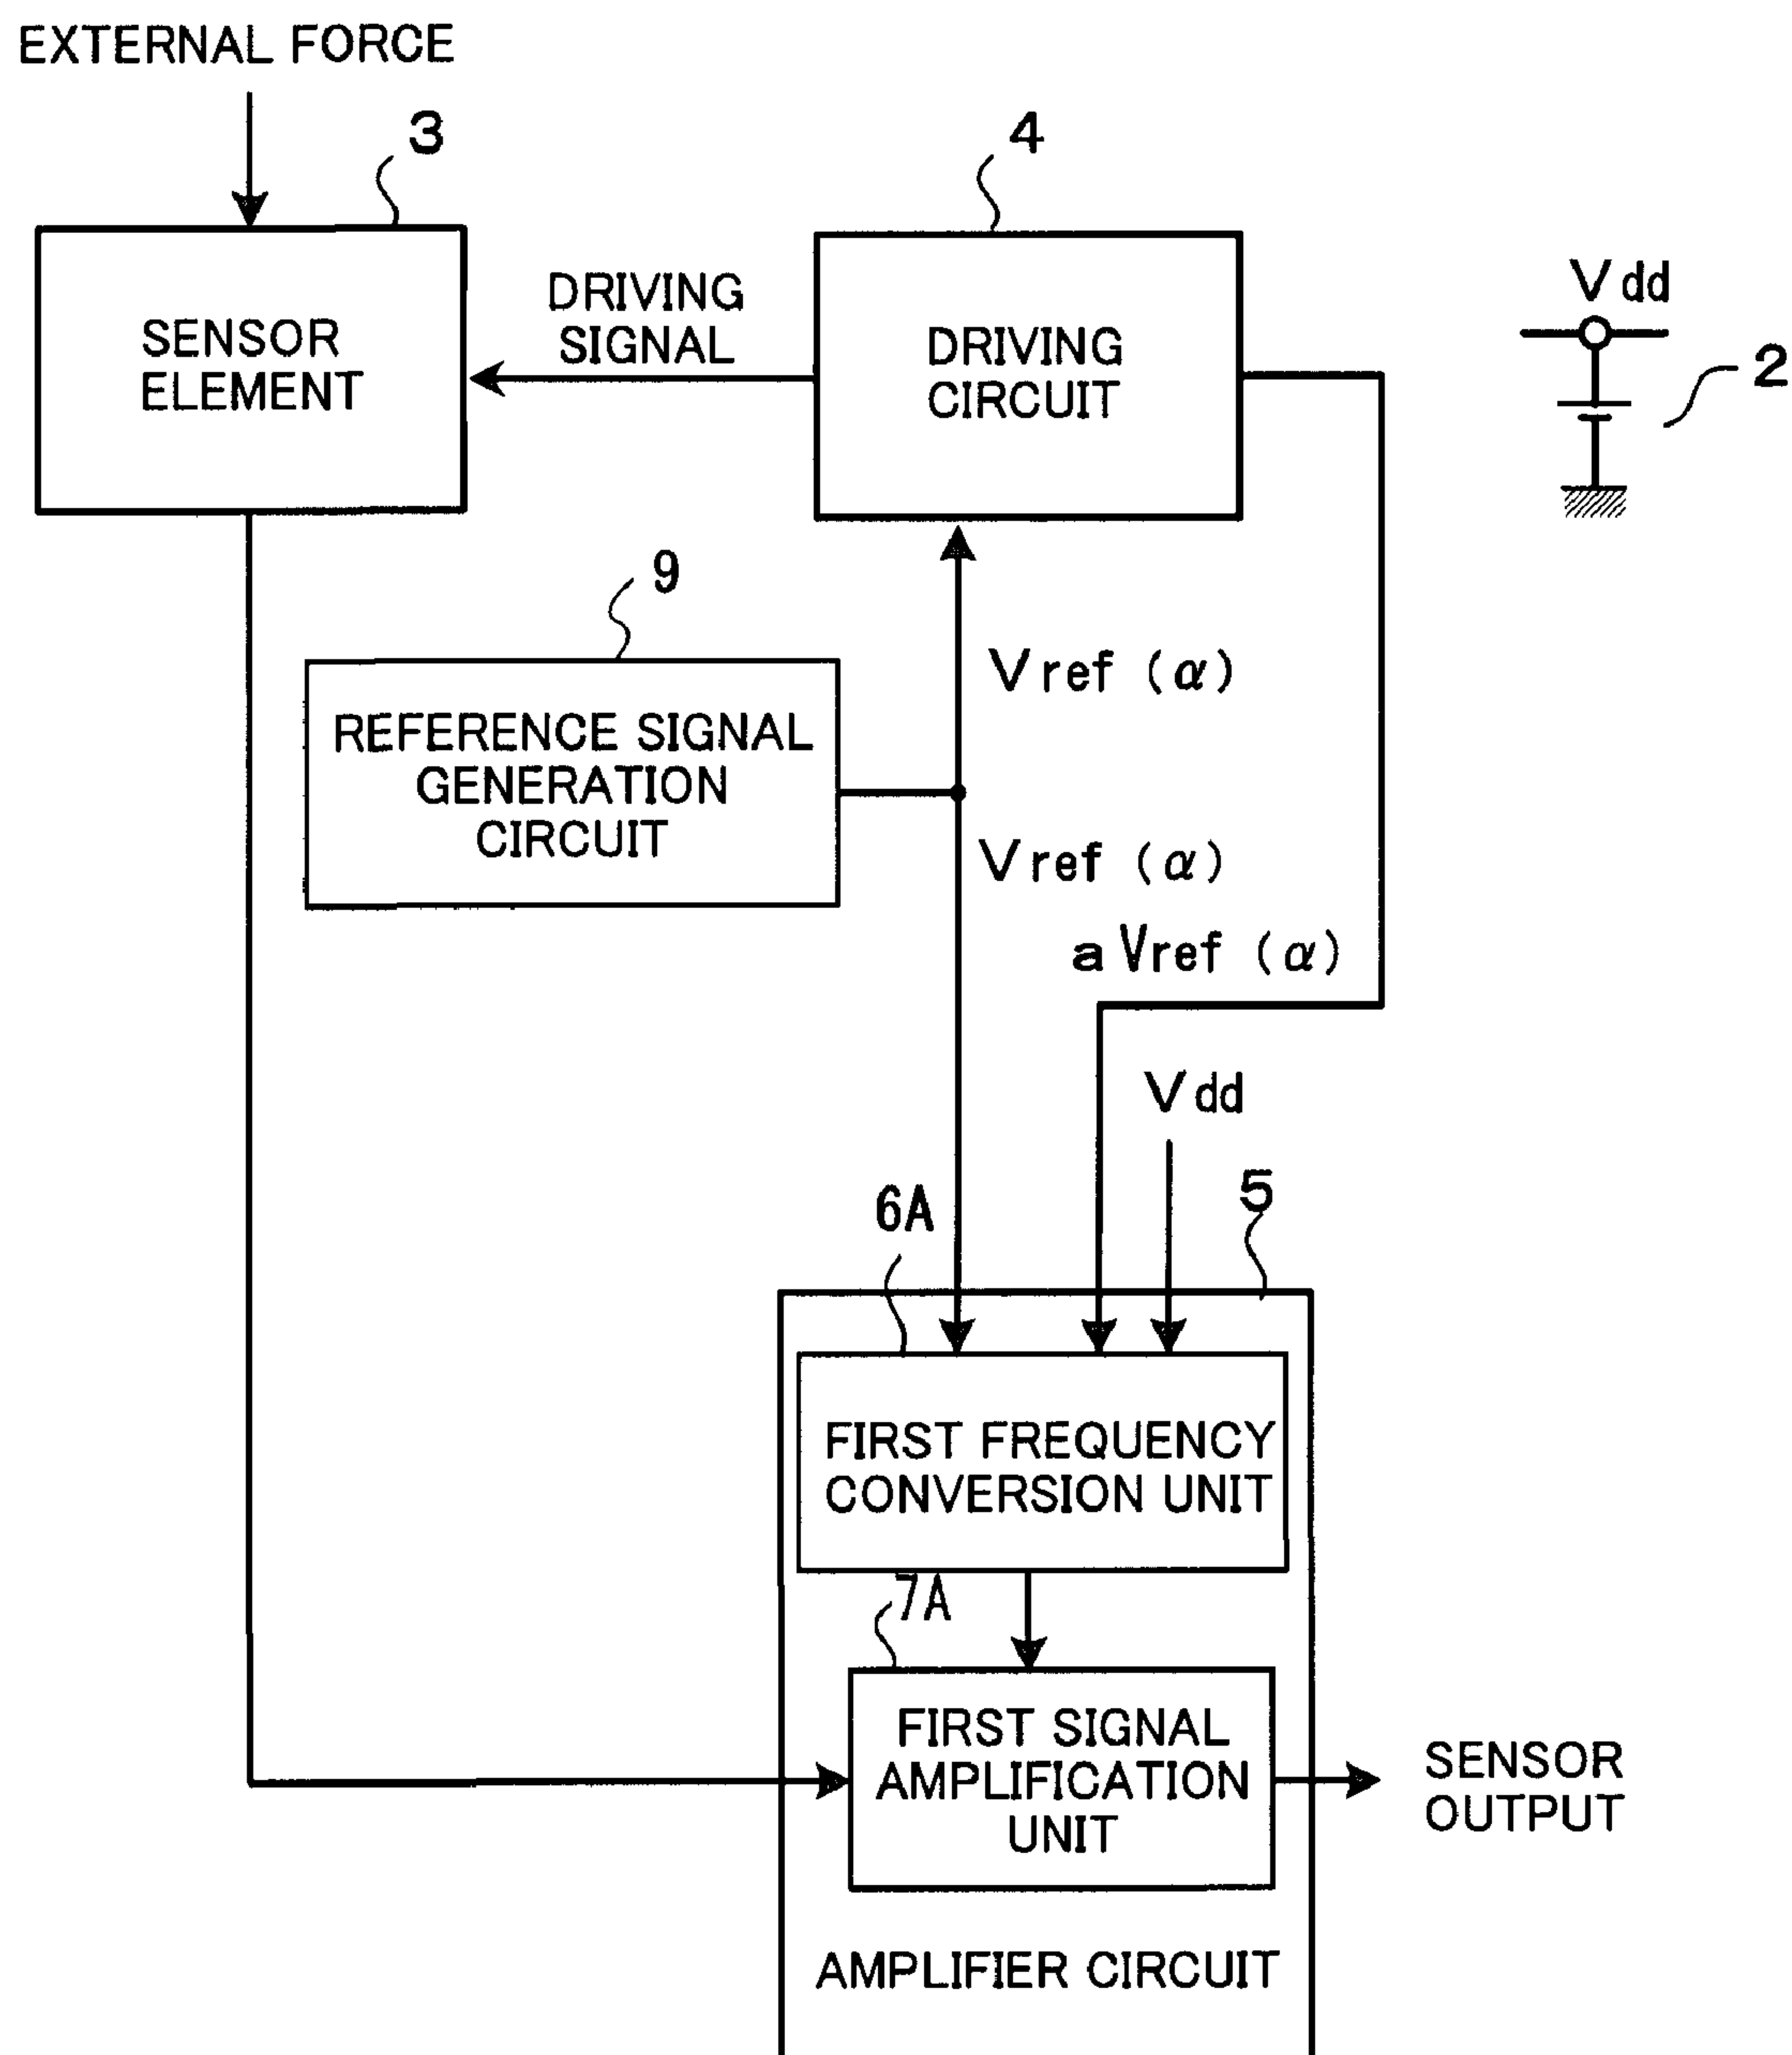 EXTERNAL FORCE
3
4
SENSOR
ELEMENT
DRIVING
SIGNAL
DRIVING
CIRCUIT
Vdd
2
9
REFERENCE SIGNAL
GENERATION
CIRCUIT
Vref (α)
Vref (α)
aVref (α)
Vdd
6A
5
FIRST FREQUENCY
CONVERSION UNIT
7A
FIRST SIGNAL
AMPLIFICATION
UNIT
SENSOR
OUTPUT
AMPLIFIER CIRCUIT